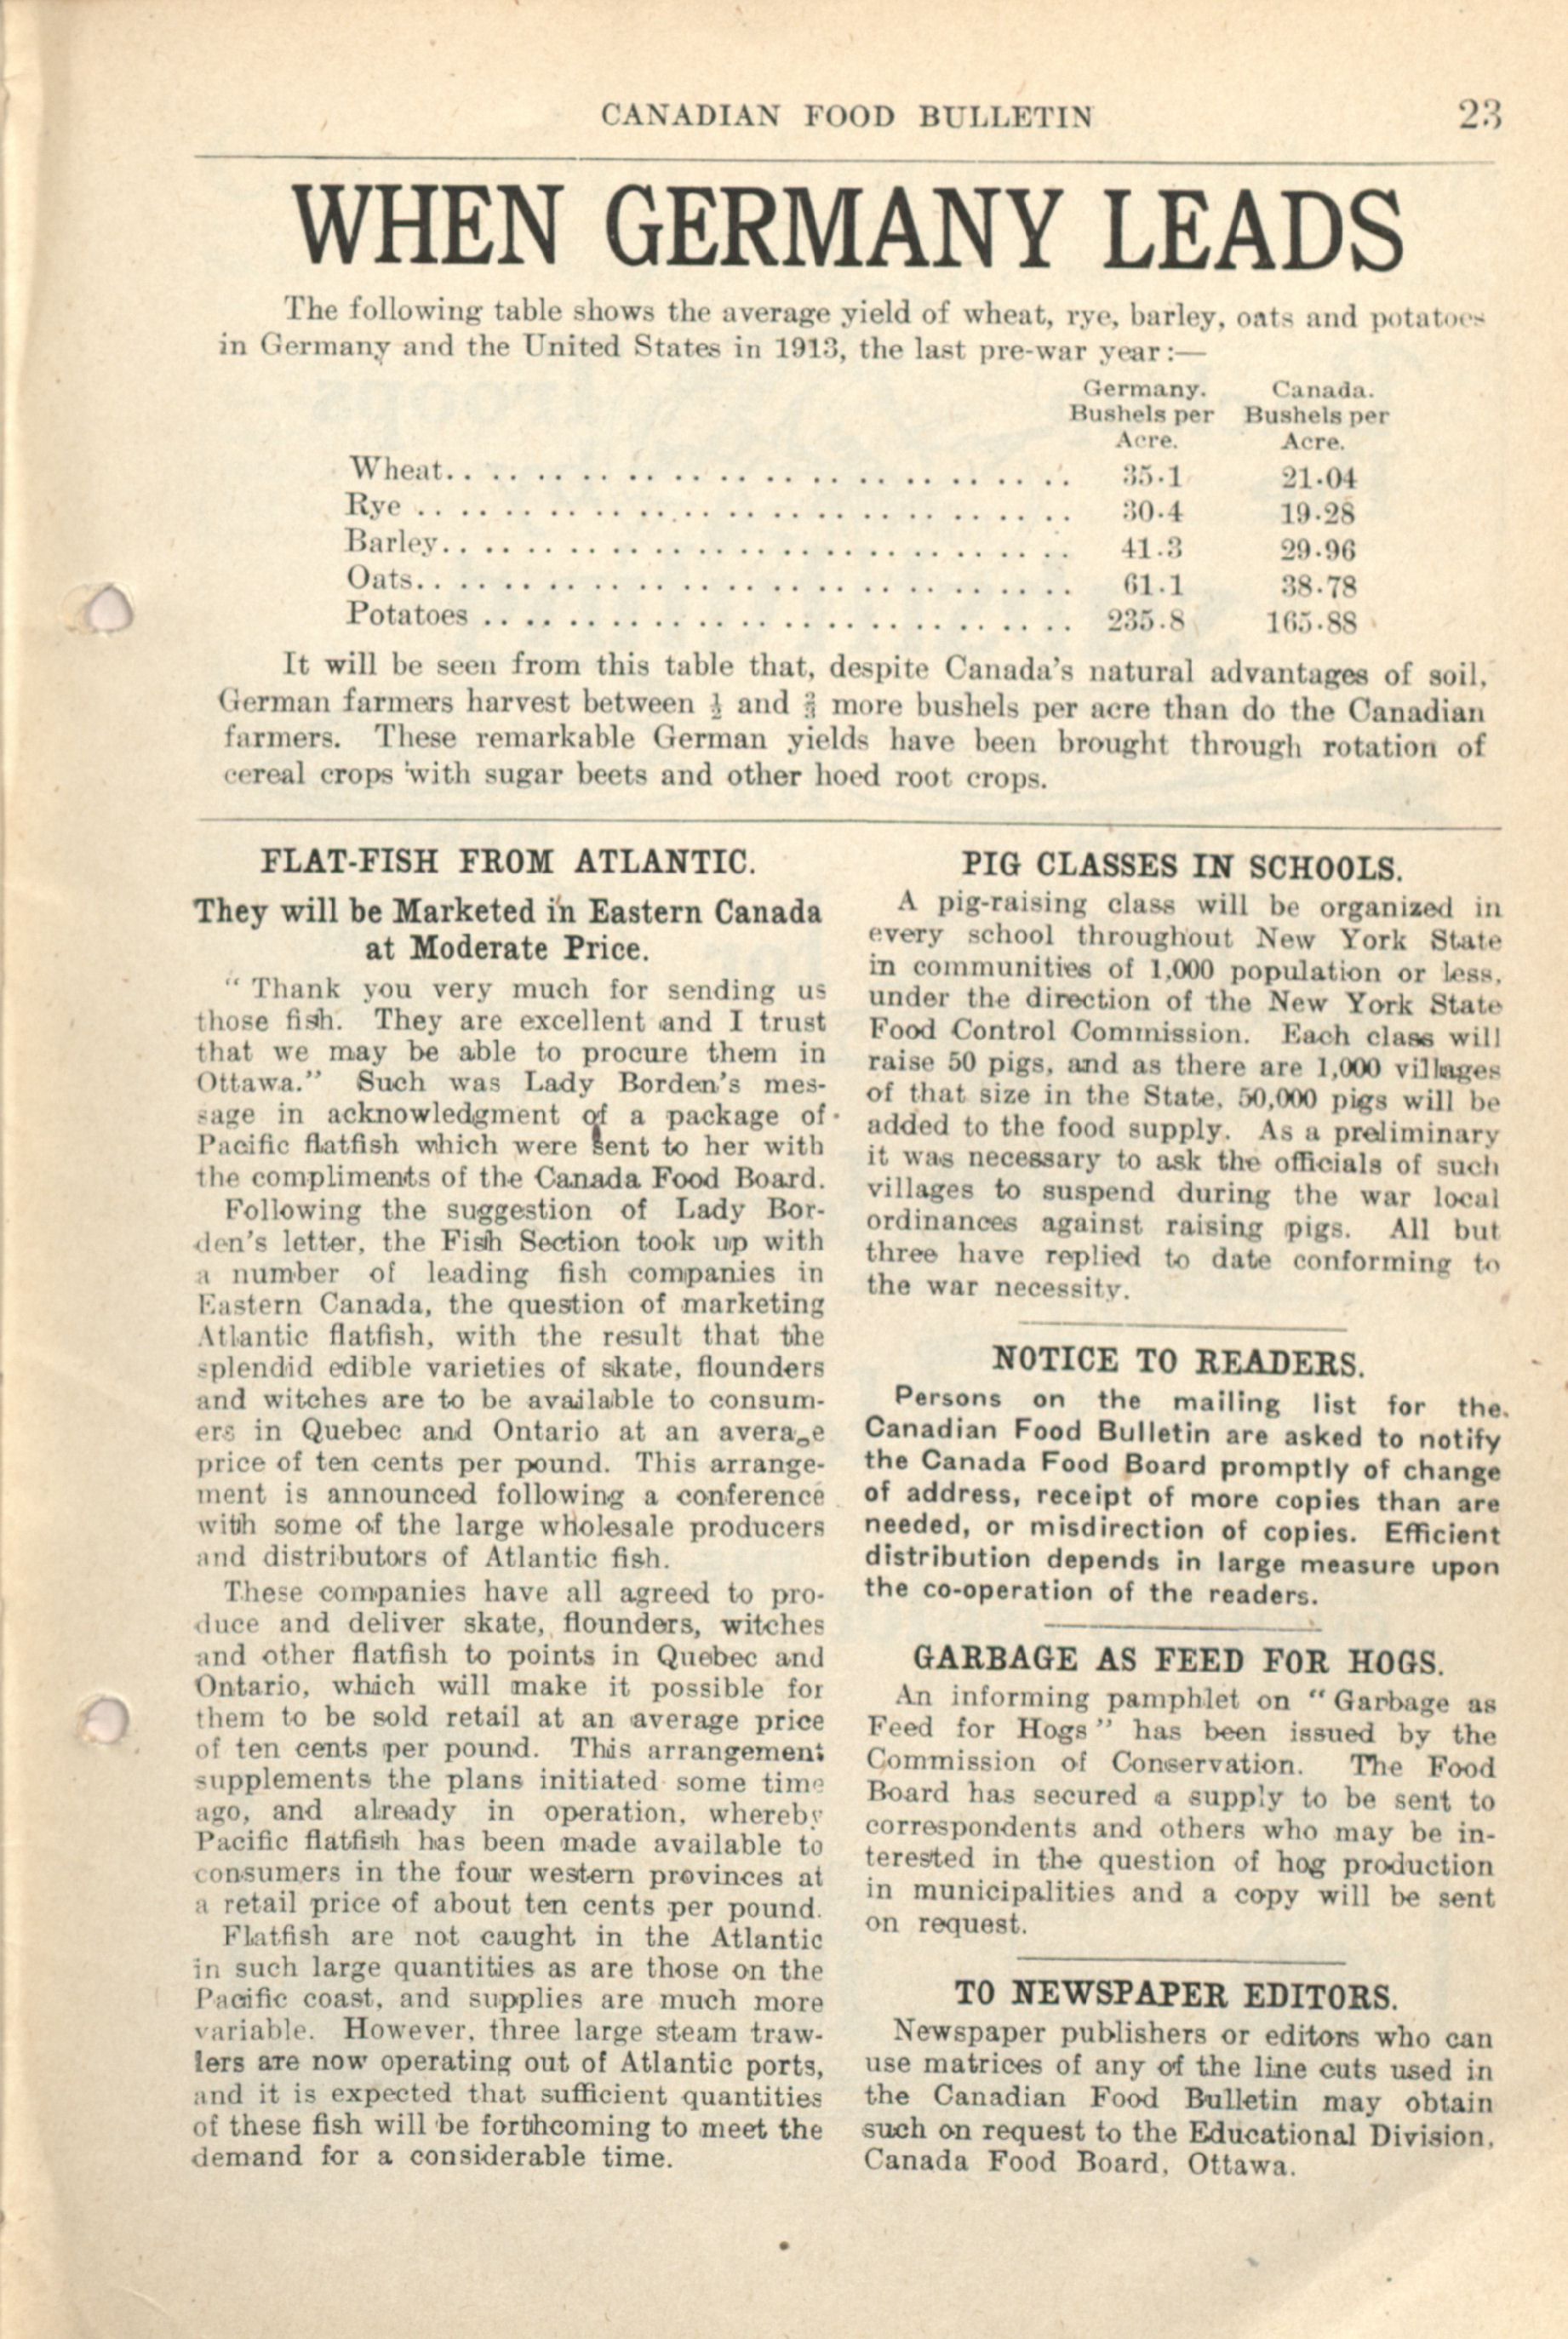 CANADIAN FOOD BULLETIN 23
WHEN GERMANY LEADS
The following table shows the average yield of wheat, rye, barley, oats and potatoes
in Germany and the United States in 1913, the last pre-war year:—
Germany. Canada.
Bushels per Bushels per
Acre. Acre.
Wheat. . . . . . . . . . . . . . . . . . . . . . . . . . . . . 35.1 21.04
Rye . . . . . . . . . . . . . . . . . . . . . . . . . . . . . . 30.4 19.28
Barley. . . . . . . . . . . . . . . . . . . . . . . . . . . . . 41.3 29.96
Oats. . . . . . . . . . . . . . . . . . . . . . . . . . . . . . 61.1 38.78
Potatoes . . . . . . . . . . . . . . . . . . . . . . . . . . . 235.8 165.88
It will be seen from this table that, despite Canada's natural advantages of soil,
German farmers harvest between and more bushels per acre than do the Canadian
farmers. These remarkable German yields have been brought through rotation of
cereal crops with sugar beets and other hoed root crops.
FLAT-FISH FROM ATLANTIC.
They will be Marketed in Eastern Canada
at Moderate Price.
"Thank you very much for sending us
those fish. They are excellent and I trust
that we may be able to procure them in
Ottawa." Such was Lady Borden's mes-
sage in acknowledgment of a package of
Pacific flatfish which were sent to her with
the compliments of the Canada Food Board.
Following the suggestion of Lady Bor-
den's letter, the Fish Section took up with
a number of leading fish companies in
Eastern Canada, the question of marketing
Atlantic flatfish, with the result that the
splendid edible varieties of skate, flounders
and witches are to be available to consum-
ers in Quebec and Ontario at an average
price of ten cents per pound. This arrange-
ment is announced following a conference
with some of the large wholesale producers
and distributors of Atlantic fish.
These companies have all agreed to pro-
duce and deliver skate, flounders, witches
and other flatfish to points in Quebec and
Ontario, which will make it possible for
them to be sold retail at an average price
of ten cents per pound. This arrangement
supplements the plans initiated some time
ago, and already in operation, whereby
Pacific flatfish has been made available to
consumers in the four western provinces at
a retail price of about ten cents per pound.
Flatfish are not caught in the Atlantic
in such large quantities as are those on the
Pacific coast, and supplies are much more
variable. However, three large steam traw-
lers are now operating out of Atlantic ports,
and it is expected that sufficient quantities
of these fish will be forthcoming to meet the
demand for a considerable time.
PIG CLASSES IN SCHOOLS.
A pig-raising class will be organized in
every school throughout New York State
in communities of 1,000 population or less,
under the direction of the New York State
Food Control Commission. Each class will
raise 50 pigs, and as there are 1,000 villages
of that size in the State, 50,000 pigs will be
added to the food supply. As a preliminary
it was necessary to ask the officials of such
villages to suspend during the war local
ordinances against raising pigs. All but
three have replied to date conforming to
the war necessity.
NOTICE TO READERS.
Persons on the mailing list for the
Canadian Food Bulletin are asked to notify
the Canada Food Board promptly of change
of address, receipt of more copies than are
needed, or misdirection of copies. Efficient
distribution depends in large measure upon
the co-operation of the readers.
GARBAGE AS FEED FOR HOGS.
An informing pamphlet on "Garbage as
Feed for Hogs" has been issued by the
Commission of Conservation. The Food
Board has secured a supply to be sent to
correspondents and others who may be in-
terested in the question of hog production
in municipalities and a copy will be sent
on request.
TO NEWSPAPER EDITORS.
Newspaper publishers or editors who can
use matrices of any of the line cuts used in
the Canadian Food Bulletin may obtain
such on request to the Educational Division,
Canada Food Board, Ottawa.